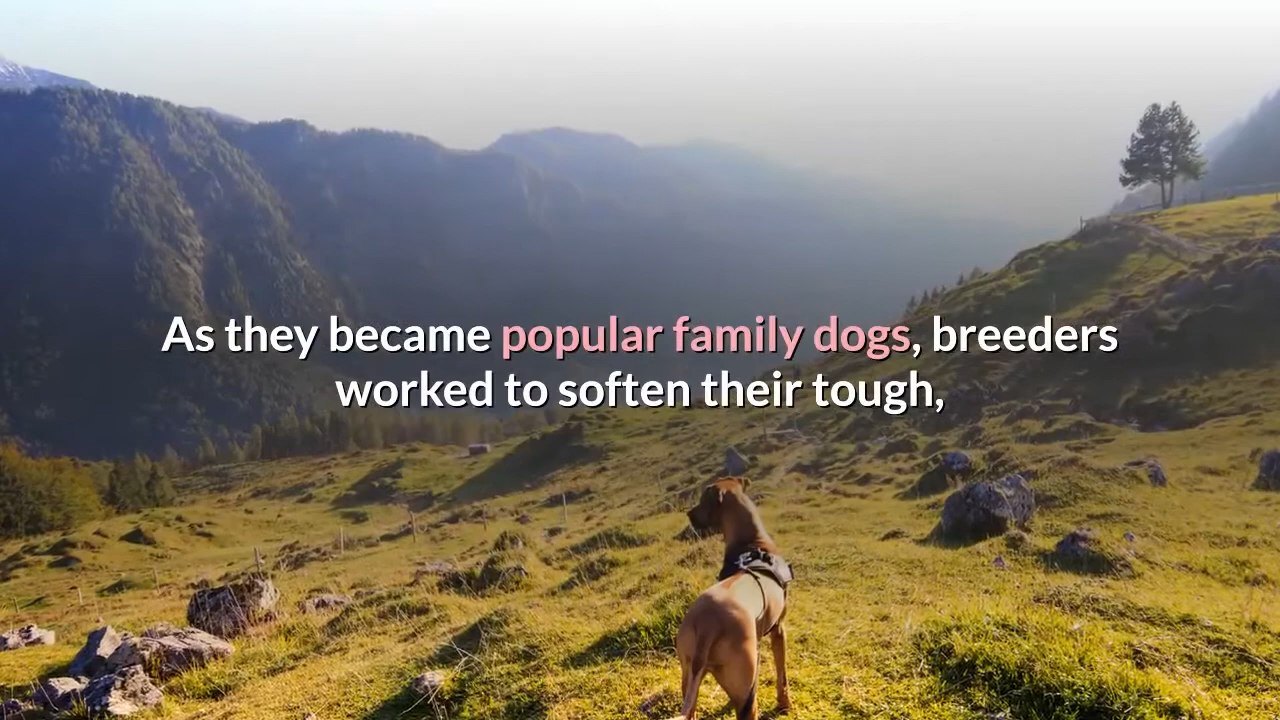 As they became popular family dogs, breeders
worked to soften their tough,